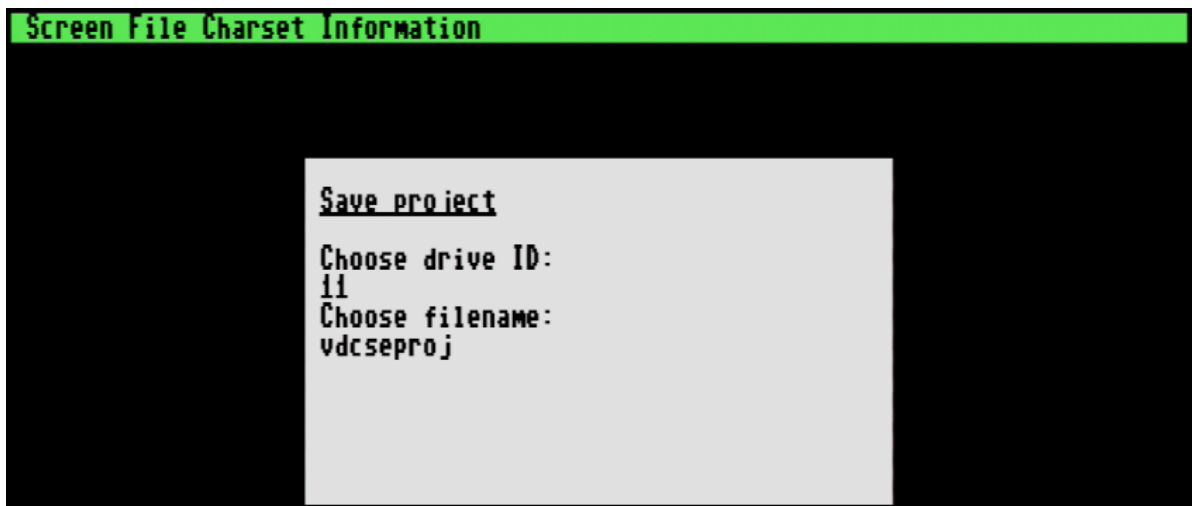 Screen File Charset Information
Save project
Choose drive ID:
11
Choose filename:
vdcseproj